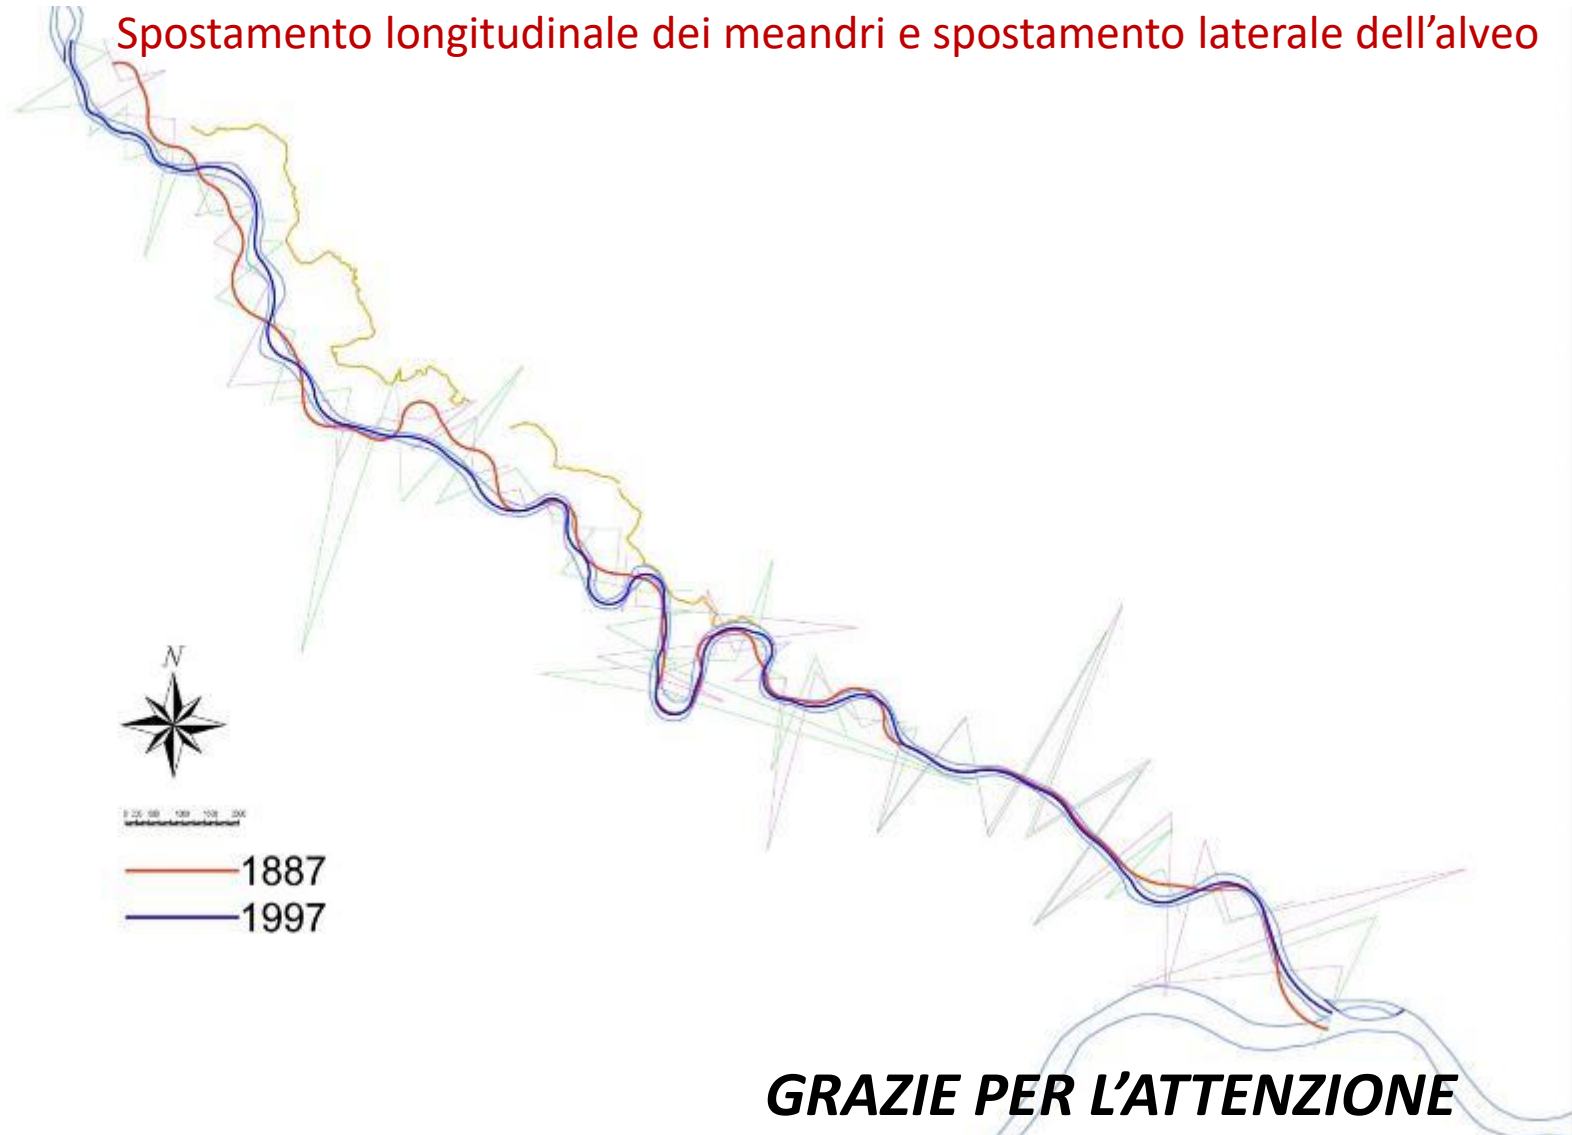 Spostamento longitudinale dei meandri e spostamento laterale dell’alveo
N
1887
1997
GRAZIE PER L’ATTENZIONE